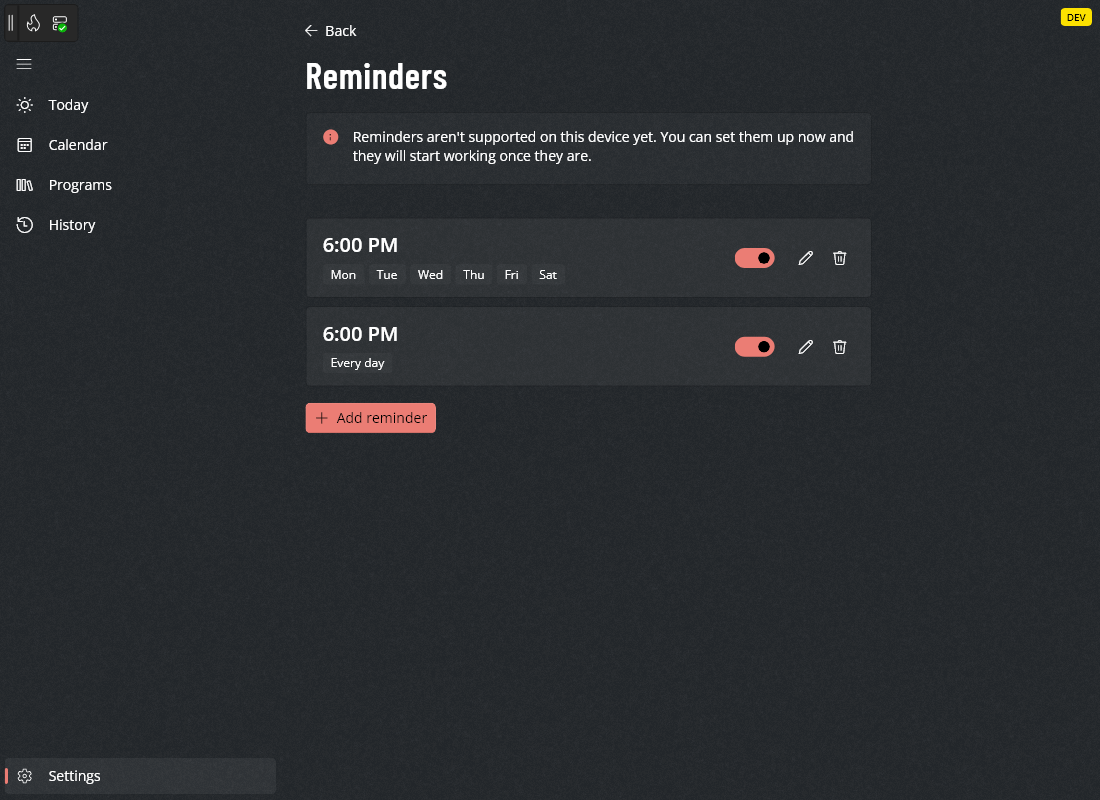 DEV
Back
Reminders
Today
Calendar
Programs
History
Reminders aren't supported on this device yet. You can set them up now and
they will start working once they are.
6:00 PM
Mon Tue Wed Thu Fri Sat
6:00 PM
Every day
Add reminder
Settings